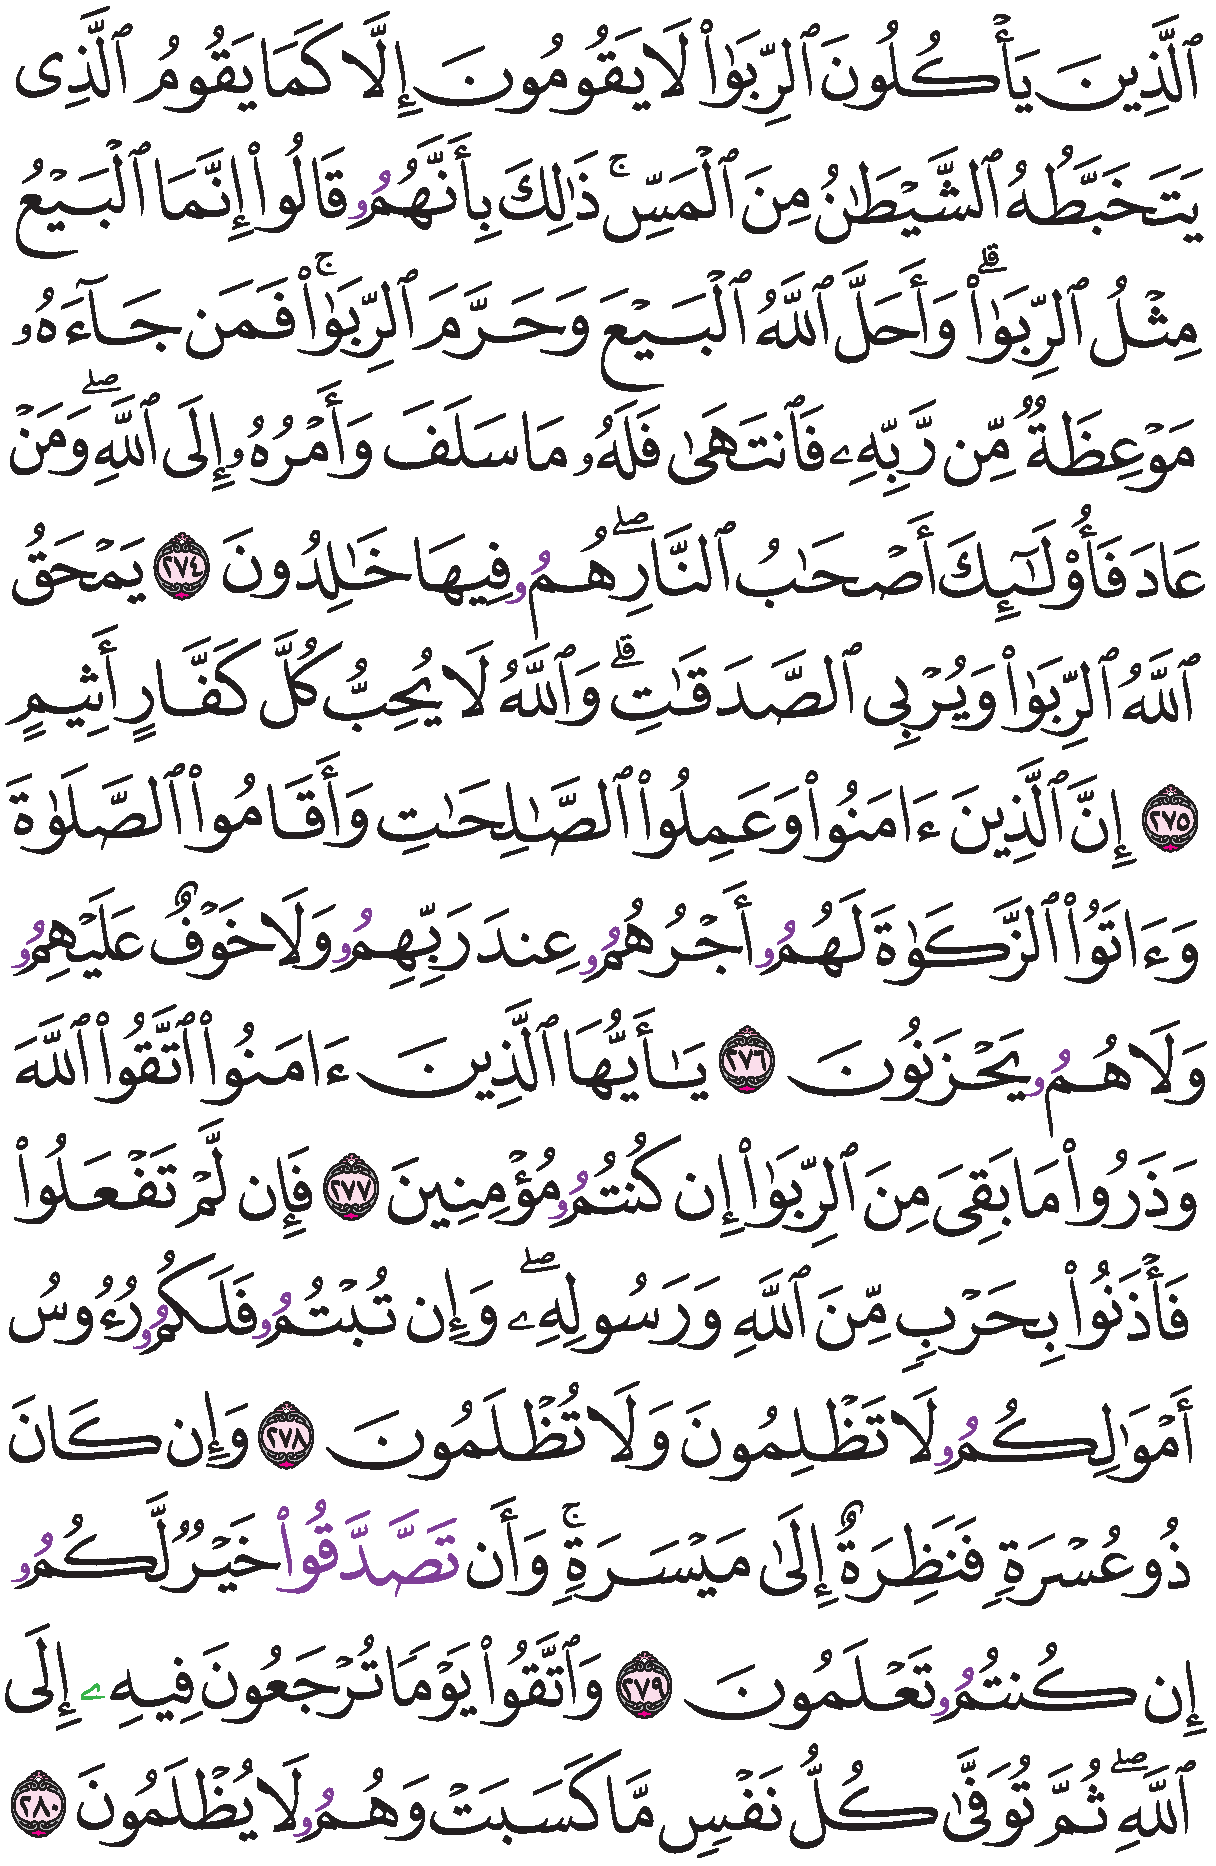 ٱلَّذِينَ يَأْكُلُونَ ٱلرِّبَوٰا۟ لَا يَقُومُونَ إِلَّا كَمَا يَقُومُ ٱلَّذِى
يَتَخَبَّطُهُ ٱلشَّيْطَٰنُ مِنَ ٱلْمَسِّ ۚ ذَٰلِكَ بِأَنَّهُمُۥ قَالُوٓا۟ إِنَّمَا ٱلْبَيْعُ
مِثْلُ ٱلرِّبَوٰا۟ ۗ وَأَحَلَّ ٱللَّهُ ٱلْبَيْعَ وَحَرَّمَ ٱلرِّبَوٰا۟ ۚ فَمَن جَآءَهُۥ
مَوْعِظَةٌ مِّن رَّبِّهِۦ فَٱنتَهَىٰ فَلَهُۥ مَا سَلَفَ وَأَمْرُهُۥ إِلَى ٱللَّهِ ۖ وَمَنْ
عَادَ فَأُو۟لَٰٓئِكَ أَصْحَٰبُ ٱلنَّارِ ۖ هُمُۥ فِيهَا خَٰلِدُونَ ٢٧٤ يَمْحَقُ
ٱللَّهُ ٱلرِّبَوٰا۟ وَيُرْبِى ٱلصَّدَقَٰتِ ۗ وَٱللَّهُ لَا يُحِبُّ كُلَّ كَفَّارٍ أَثِيمٍ
٢٧٥ إِنَّ ٱلَّذِينَ ءَامَنُوا۟ وَعَمِلُوا۟ ٱلصَّٰلِحَٰتِ وَأَقَامُوا۟ ٱلصَّلَوٰةَ
وَءَاتَوُا۟ ٱلزَّكَوٰةَ لَهُمُۥ أَجْرُهُمُۥ عِندَ رَبِّهِمُۥ وَلَا خَوْفٌ عَلَيْهِمُۥ
وَلَا هُمُۥ يَحْزَنُونَ ٢٧٦ يَٰٓأَيُّهَا ٱلَّذِينَ ءَامَنُوا۟ ٱتَّقُوا۟ ٱللَّهَ
وَذَرُوا۟ مَا بَقِىَ مِنَ ٱلرِّبَوٰٓا۟ إِن كُنتُمُۥ مُؤْمِنِينَ ٢٧٧ فَإِن لَّمْ تَفْعَلُوا۟
فَأْذَنُوا۟ بِحَرْبٍ مِّنَ ٱللَّهِ وَرَسُولِهِۦ ۖ وَإِن تُبْتُمُۥ فَلَكُمُۥ رُءُوسُ
أَمْوَٰلِكُمُۥ لَا تَظْلِمُونَ وَلَا تُظْلَمُونَ ٢٧٨ وَإِن كَانَ
ذُو عُسْرَةٍ فَنَظِرَةٌ إِلَىٰ مَيْسَرَةٍ ۚ وَأَن تَصَّدَّقُوا۟ خَيْرٌ لَّكُمُۥ
إِن كُنتُمُۥ تَعْلَمُونَ ٢٧٩ وَٱتَّقُوا۟ يَوْمًا تُرْجَعُونَ فِيهِۦ إِلَى
ٱللَّهِ ۖ ثُمَّ تُوَفَّىٰ كُلُّ نَفْسٍ مَّا كَسَبَتْ وَهُمُۥ لَا يُظْلَمُونَ ٢٨٠